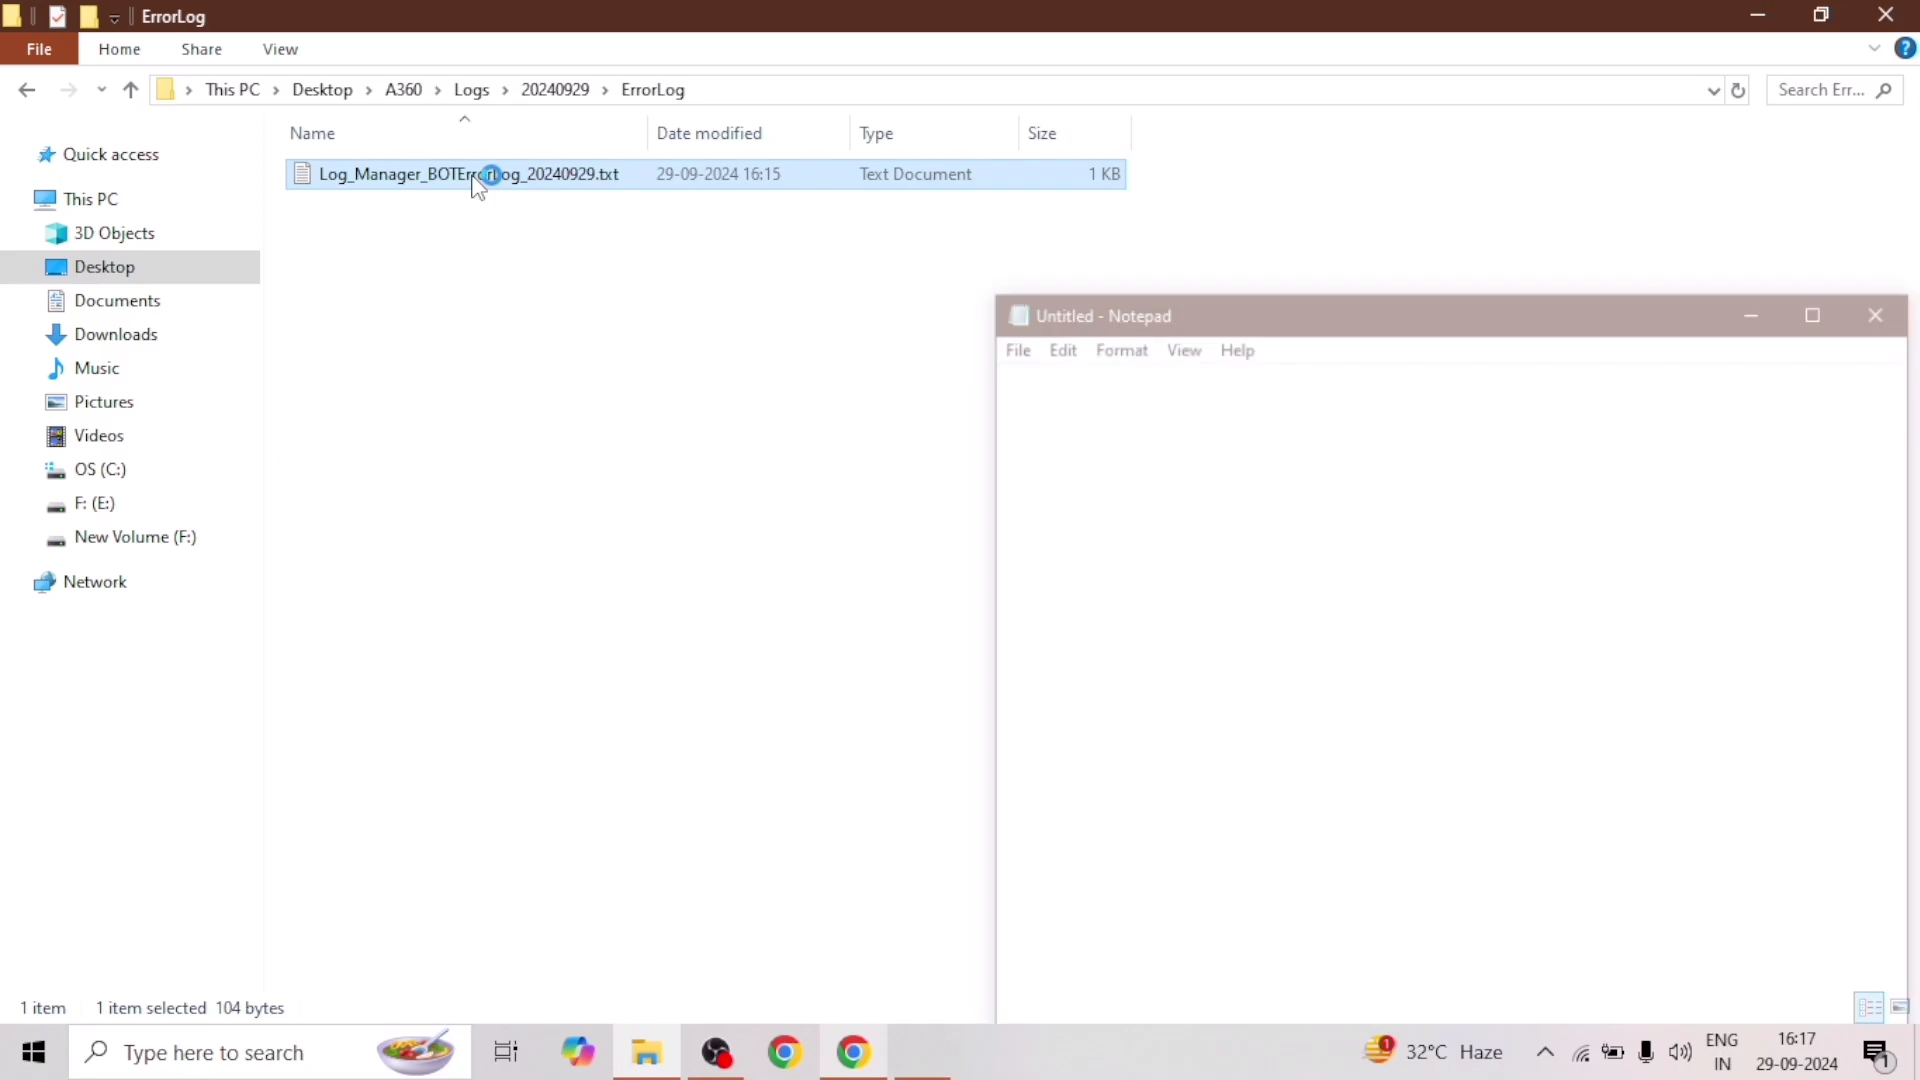 ErrorLog
File Home Share View
This PC Desktop A360 Logs 20240929 ErrorLog
Search Err...
Name Date modified Type Size
Log_Manager_BOTErrorLog_20240929.txt 29-09-2024 16:15 Text Document 1 KB
Quick access
This PC
3D Objects
Desktop
Documents
Downloads
Music
Pictures
Videos
OS (C:)
F: (E:)
New Volume (F:)
Network
Untitled - Notepad
File Edit Format View Help
1 item 1 item selected 104 bytes
Type here to search
1
32°C Haze
ENG
IN
16:17
29-09-2024
1